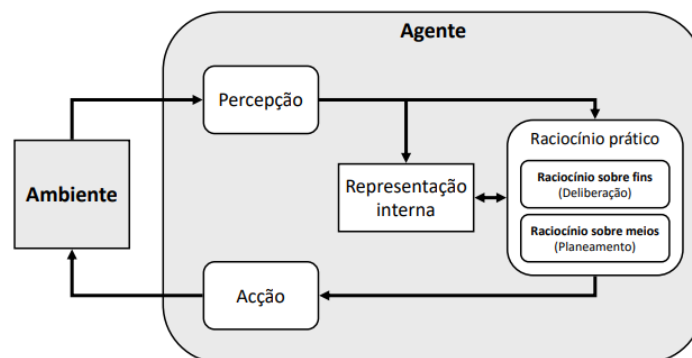 Agente
Percepção
Raciocínio prático
Raciocínio sobre fins
(Deliberação)
Ambiente
Representação
interna
Raciocínio sobre meios
(Planeamento)
Acção